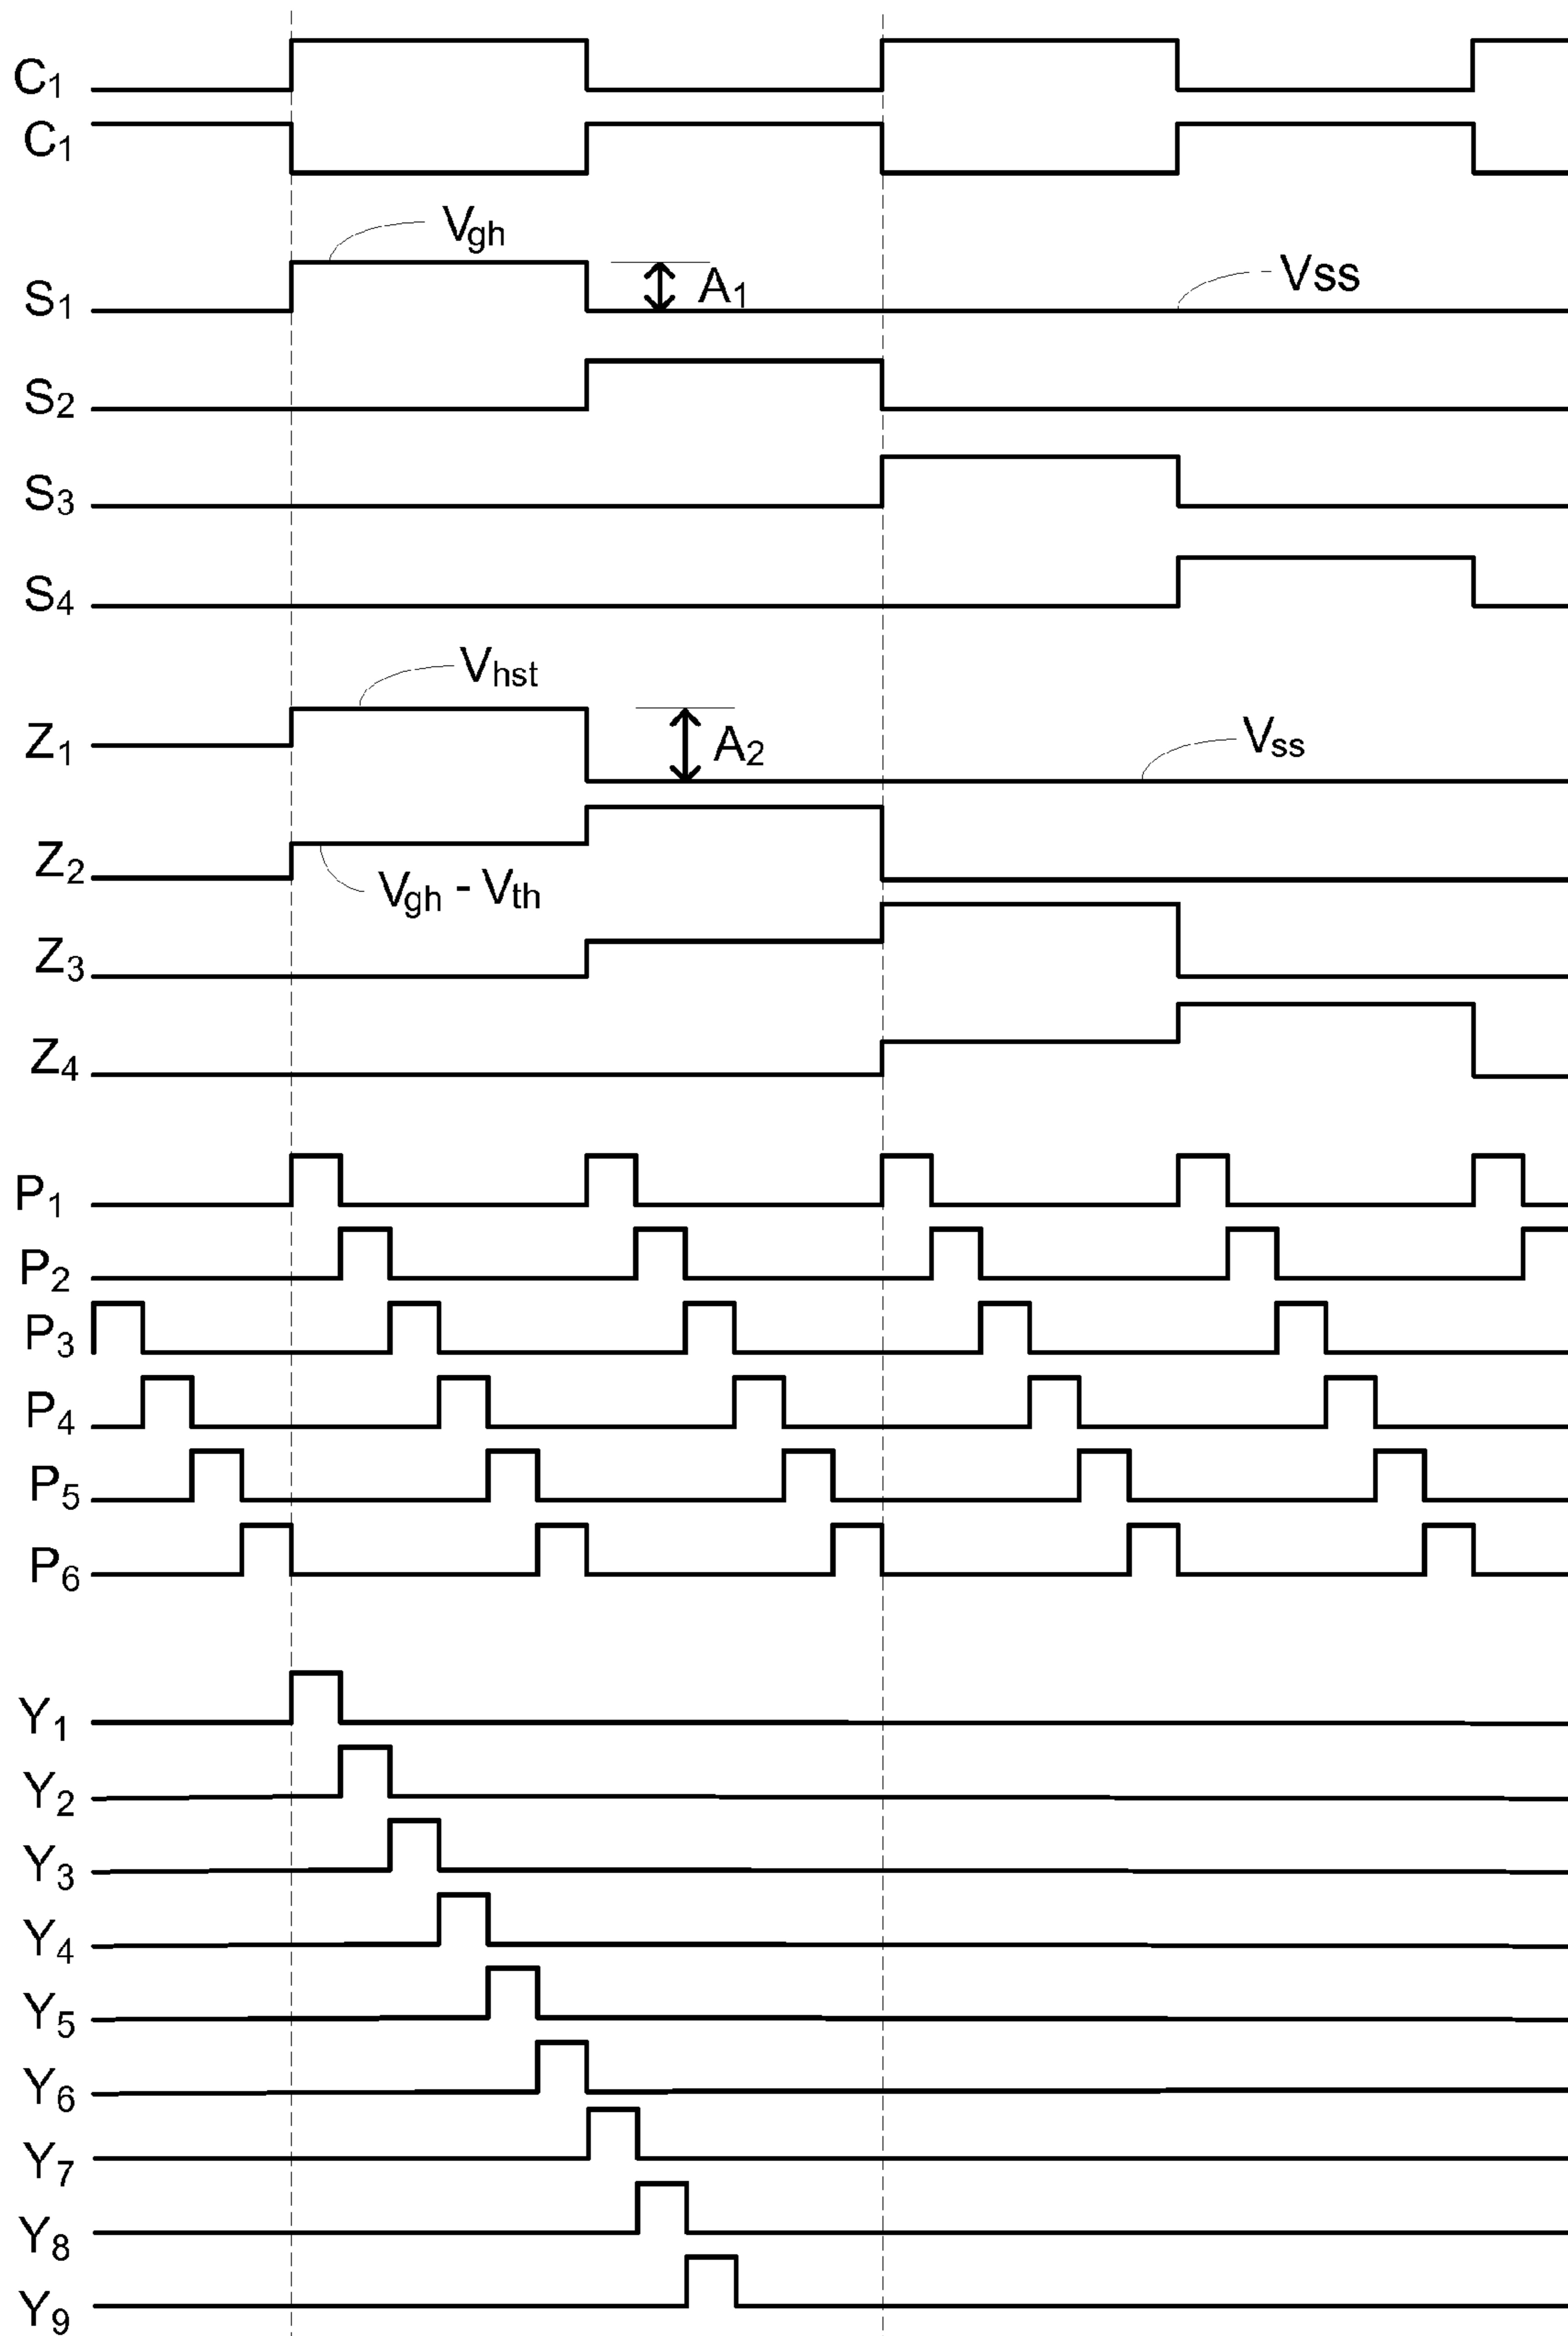 C1
C1
Vgh
S1
A1
Vss
S2
S3
S4
Vhst
Z1
A2
Vss
Z2
Vgh - Vth
Z3
Z4
P1
P2
P3
P4
P5
P6
Y1
Y2
Y3
Y4
Y5
Y6
Y7
Y8
Y9